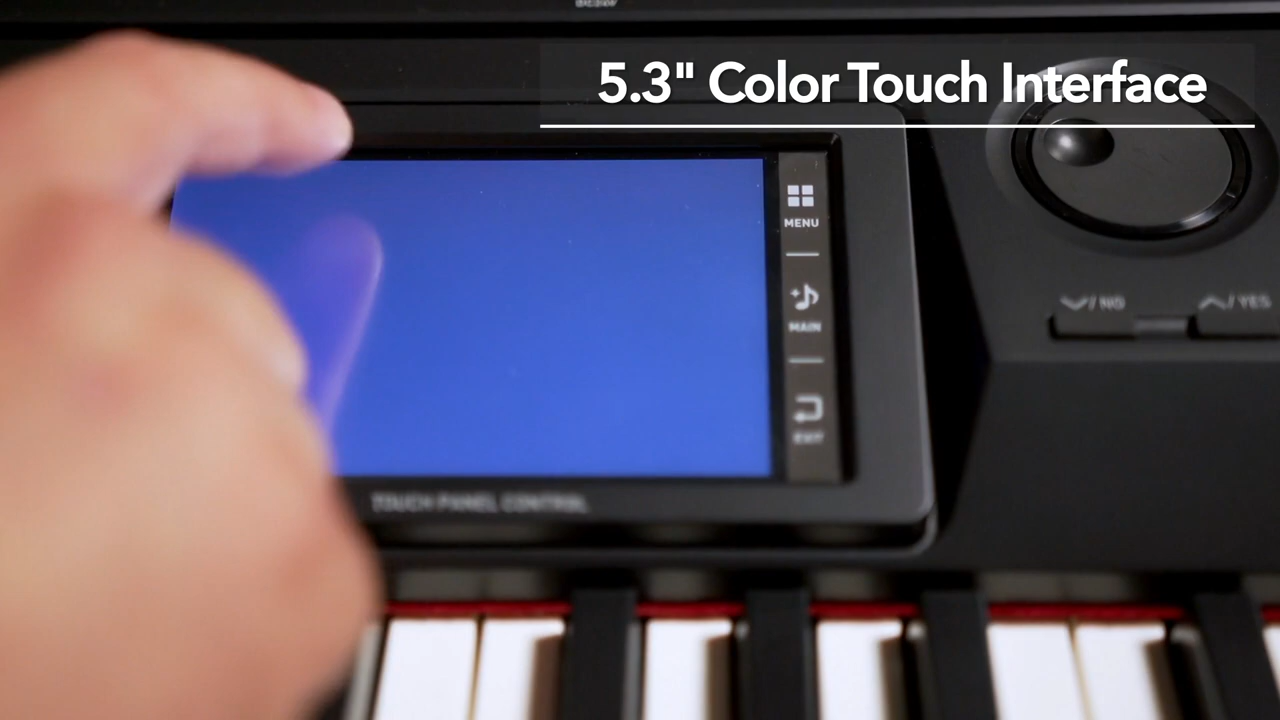 5.3" Color Touch Interface
MENU
MAIN
/ NO
/ YES
EXIT
TOUCH PANEL CONTROL